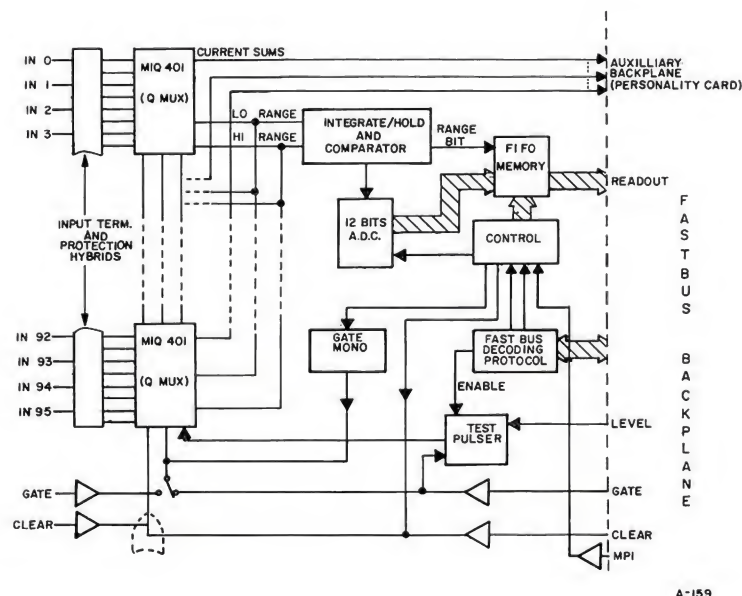 IN 0
IN 1
IN 2
IN 3
MIQ 401
(Q MUX)
CURRENT SUMS
LO RANGE
HI RANGE
INTEGRATE/HOLD
AND
COMPARATOR
RANGE
BIT
FIFO
MEMORY
AUXILLIARY
BACKPLANE
(PERSONALITY CARD)
READOUT
INPUT TERM.
AND
PROTECTION
HYBRIDS
12 BITS
A.D.C.
CONTROL
FASTBUS BACKPLANE
IN 92
IN 93
IN 94
IN 95
MIQ 401
(Q MUX)
GATE
MONO
FAST BUS
DECODING
PROTOCOL
ENABLE
TEST
PULSER
LEVEL
GATE
GATE
CLEAR
CLEAR
MPI
A-159